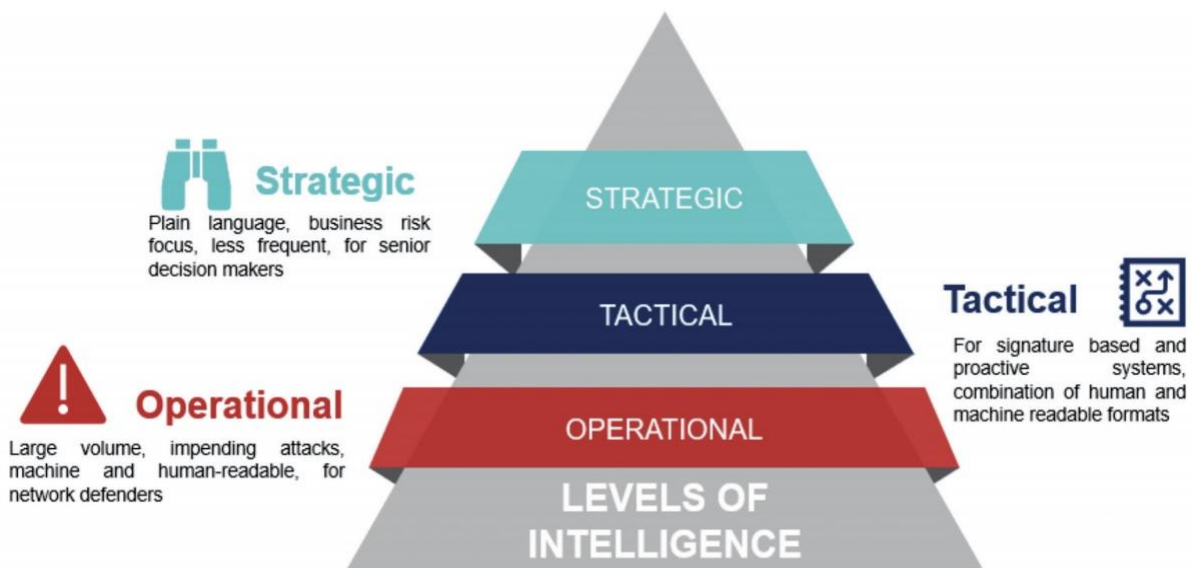 Strategic
Plain language, business risk
focus, less frequent, for senior
decision makers
STRATEGIC
TACTICAL
Tactical
For signature based and
proactive systems,
combination of human and
machine readable formats
Operational
Large volume, impending attacks,
machine and human-readable, for
network defenders
OPERATIONAL
LEVELS OF
INTELLIGENCE